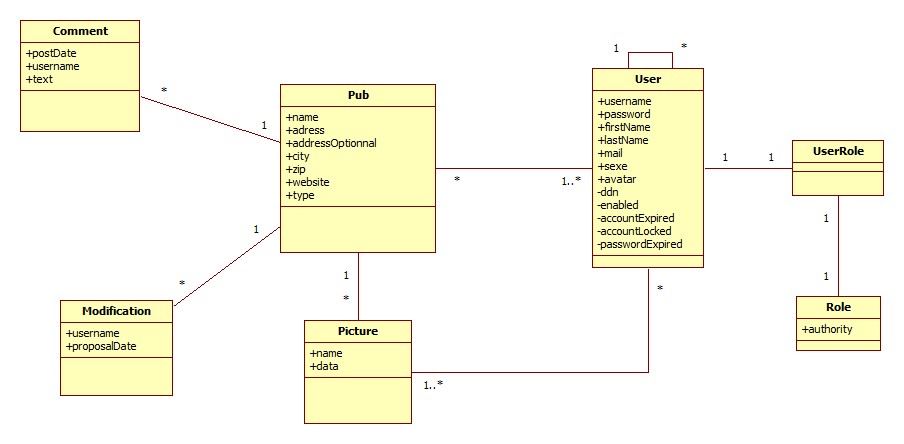 Comment
+postDate
+username
+text
*
1
Pub
+name
+adress
+addressOptionnal
+city
+zip
+website
+type
*
1..*
1
*
User
+username
+password
+firstName
+lastName
+mail
+sexe
+avatar
-ddn
-enabled
-accountExpired
-accountLocked
-passwordExpired
1
1
UserRole
1
1
Role
+authority
1
*
Modification
+username
+proposalDate
1
*
Picture
+name
+data
1..*
*